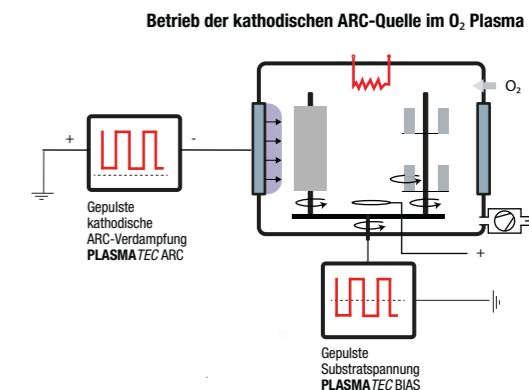 Betrieb der kathodischen ARC-Quelle im O₂ Plasma
O₂
+
-
Gepulste
kathodische
ARC-Verdampfung
PLASMATEC ARC
+
Gepulste
Substratspannung
PLASMATEC BIAS